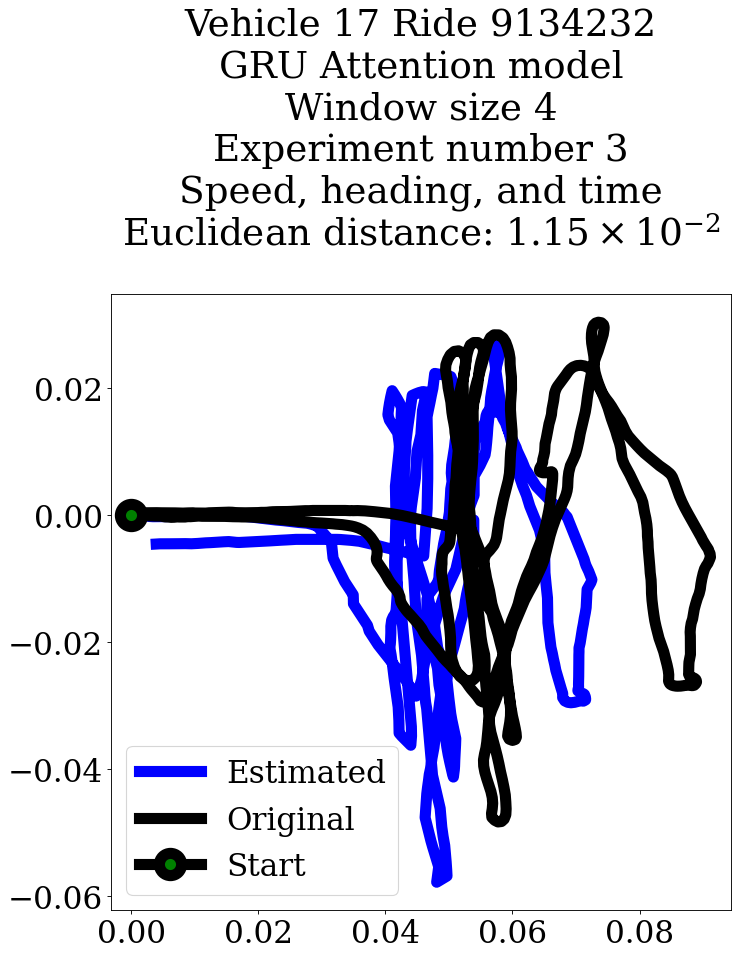 Vehicle 17 Ride 9134232
GRU Attention model
Window size 4
Experiment number 3
Speed, heading, and time
Euclidean distance: 1.15 × 10⁻²
0.02
0.00
−0.02
−0.04
−0.06
Estimated
Original
Start
0.00 0.02 0.04 0.06 0.08